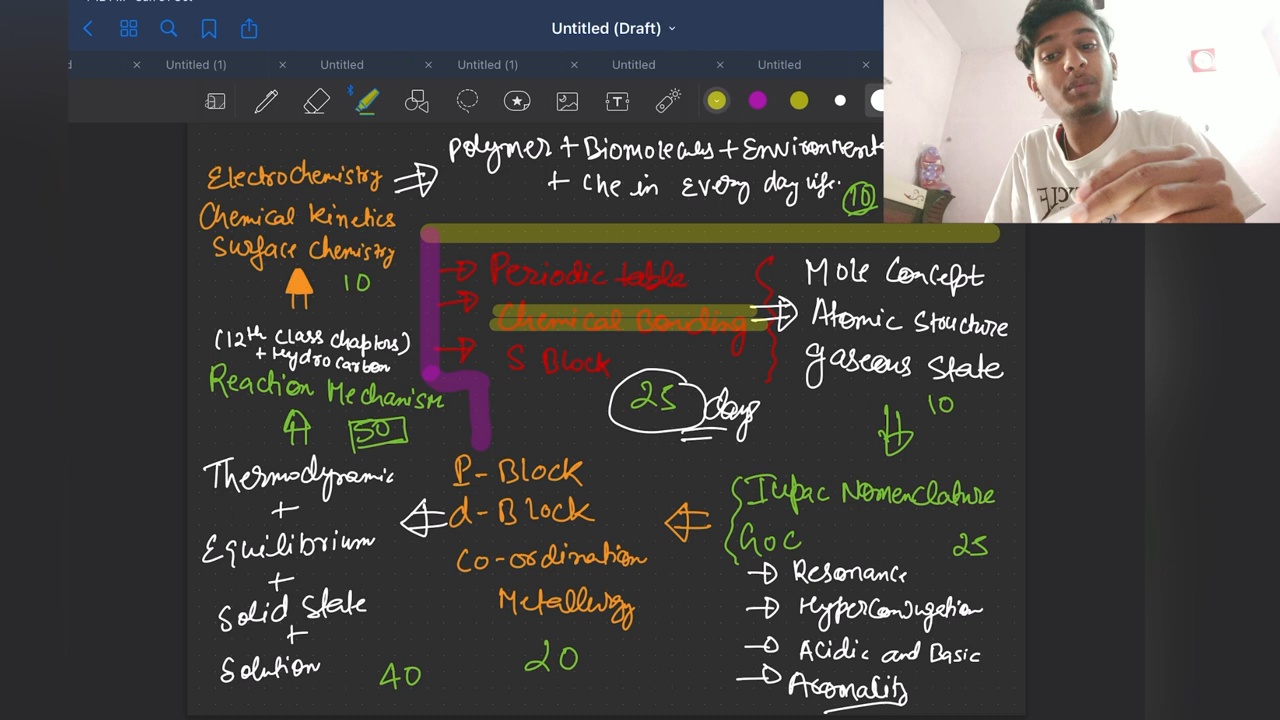 Untitled (Draft)
d
Untitled (1)
Untitled
Untitled (1)
Untitled
Untitled
T
Polymer + Biomolecules + Environment
+ Che in Every day life.
10
ElectroChemistry
Chemical kinetics
Surface Chemistry
10
(12th Class chapters)
+ Hydrocarbon
Reaction Mechanism
50
Thermodynamic
+
Equilibrium
+
Solid State
+
Solution
40
Periodic table
Chemical Bonding
S Block
25 days
Mole Concept
Atomic Structure
gaseous State
10
Iupac Nomenclature
GOC
25
Resonance
Hyperconjugation
Acidic and Basic
P-Block
d-Block
Co-ordination
Metallurgy
20